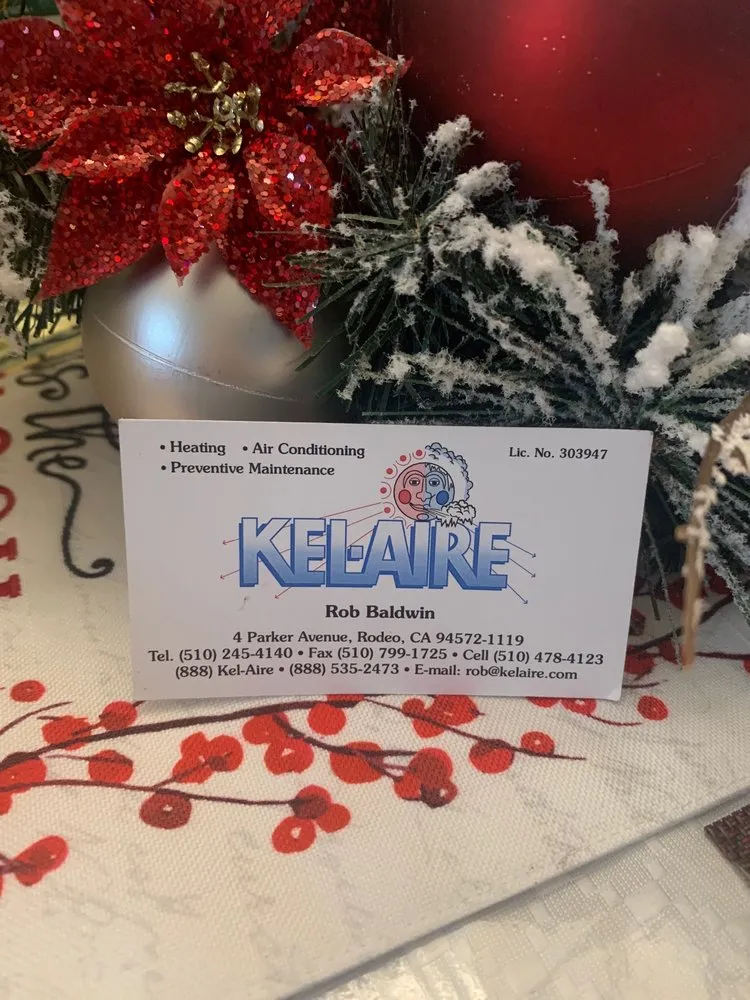 • Heating • Air Conditioning
• Preventive Maintenance
Lic. No. 303947
KEL-AIRE
Rob Baldwin
4 Parker Avenue, Rodeo, CA 94572-1119
Tel. (510) 245-4140 • Fax (510) 799-1725 • Cell (510) 478-4123
(888) Kel-Aire • (888) 535-2473 • E-mail: rob@kelaire.com
the